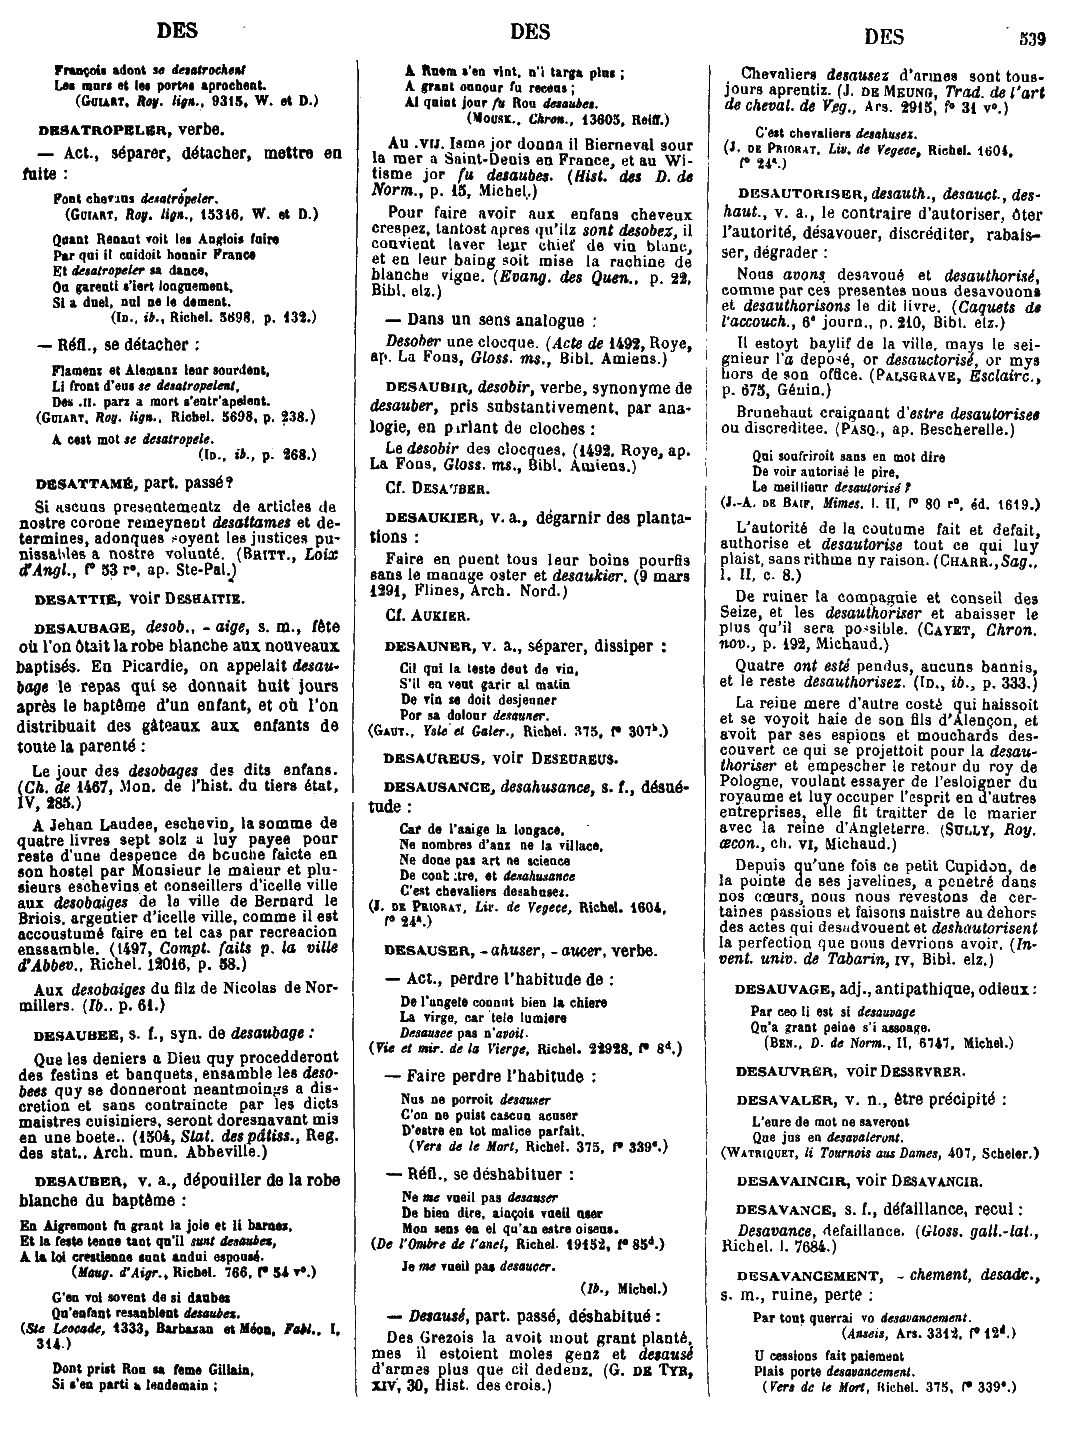 DES
DES
DES
539
François adont se desatrochent
Les murs et les portes aprochent.
(GUIART, Roy. lign., 9315, W. et D.)
DESATROPELER, verbe.
— Act., séparer, détacher, mettre en
fuite :
Font chevaus desatropeler.
(GUIART, Roy. lign., 15316, W. et D.)
Quant Renaut voit les Anglois fuire
Par qui il cuidoit honnir France
Et desatropeler sa dance,
Ou garenti s'iert longuement,
Si a duel, nul ne le dement.
(ID., ib., Richel. 5698, p. 132.)
— Réfl., se détacher :
Flamenz et Alemanz leur sourdent,
Li front d'eus se desatropelent,
Des .II. parz a mort s'entr'apelent.
(GUIART, Roy. lign., Richel. 5698, p. 238.)
A cest mot se desatropele.
(ID., ib., p. 268.)
DESATTAMÉ, part. passé?
Si ascuns presentementz de articles de
nostre corone remeynent desattames et de-
termines, adonques soyent les justices pu-
nissables a nostre volunté. (BRITT., Loix
d'Angl., f° 53 r°, ap. Ste-Pal.)
DESATTIE, voir DESHAITIE.
DESAUBAGE, desob., - aige, s. m., fête
où l'on ôtait la robe blanche aux nouveaux
baptisés. En Picardie, on appelait desau-
bage le repas qui se donnait huit jours
après le baptême d'un enfant, et où l'on
distribuait des gâteaux aux enfants de
toute la parenté :
Le jour des desobages des dits enfans.
(Ch. de 1467, Mon. de l'hist. du tiers état,
IV, 285.)
A Jehan Laudee, eschevin, la somme de
quatre livres sept solz a luy payee pour
reste d'une despence de bouche faicte en
son hostel par Monsieur le maieur et plu-
sieurs eschevins et conseillers d'icelle ville
aux desobaiges de la ville de Bernard le
Briois, argentier d'icelle ville, comme il est
accoustumé faire en tel cas par recreacion
enssamble. (1497, Compt. faits p. la ville
d'Abbev., Richel. 12016, p. 58.)
Aux desobaiges du filz de Nicolas de Nor-
millers. (Ib.. p. 61.)
DESAUBEE, s. f., syn. de desaubage :
Que les deniers a Dieu quy procedderont
des festins et banquets, ensamble les deso-
bees quy se donneront neantmoings a dis-
cretion et sans contraincte par les dicts
maistres cuisiniers, seront doresnavant mis
en une boete.. (1504, Stat. des pâtiss., Reg.
des stat., Arch. mun. Abbeville.)
DESAUBER, v. a., dépouiller de la robe
blanche du baptême :
En Aigremont fu grant la joie et li barnez,
Et la feste tenue tant qu'il sunt desaubez,
A la loi crestienne sunt andui espousé.
(Maug. d'Aigr., Richel. 766, f° 54 v°.)
G'en voi sovent de si daubez
Qu'enfant resanblent desaubez.
(Ste Leocade, 1333, Barbazan et Méon, Fabl., I,
314.)
Dont prist Rou sa feme Gillain,
Si s'en parti a lendemain ;
A Ruem s'en vint, n'i targa plus ;
A grant onnour fu receus ;
Al quint jour fu Rou desaubes.
(MOUSK., Chron., 13605, Reiff.)
Au .VII. Isme jor donna il Bierneval sour
la mer a Saint-Denis en France, et au Wi-
tisme jor fu desaubes. (Hist. des D. de
Norm., p. 15, Michel.)
Pour faire avoir aux enfans cheveux
crespez, tantost apres qu'ilz sont desobez, il
convient laver leur chief de vin blanc,
et en leur baing soit mise la rachine de
blanche vigne. (Evang. des Quen., p. 22,
Bibl. elz.)
— Dans un sens analogue :
Desober une clocque. (Acte de 1492, Roye,
ap. La Fons, Gloss. ms., Bibl. Amiens.)
DESAUBIR, desobir, verbe, synonyme de
desauber, pris substantivement, par ana-
logie, en parlant de cloches :
Le desobir des clocques. (1492, Roye, ap.
La Fons, Gloss. ms., Bibl. Amiens.)
Cf. DESAUBER.
DESAUKIER, v. a., dégarnir des planta-
tions :
Faire en puent tous leur boins pourfis
sans le manage oster et desaukier. (9 mars
1291, Flines, Arch. Nord.)
Cf. AUKIER.
DESAUNER, v. a., séparer, dissiper :
Cil qui la teste deut de vin,
S'il en veut garir al matin
De vin se doit desjeuner
Por sa dolour desauner.
(GAUT., Ysle et Galer., Richel. 375, f° 307ᵇ.)
DESAUREUS, voir DESEUREUS.
DESAUSANCE, desahusance, s. f., désué-
tude :
Car de l'aaige la longace,
Ne nombres d'anz ne la villace,
Ne done pas art ne science
De contraire, et desahusance
C'est chevaliers desahusez.
(J. DE PRIORAT, Liv. de Vegece, Richel. 1604,
f° 24ᵃ.)
DESAUSER, - ahuser, - aucer, verbe.
— Act., perdre l'habitude de :
De l'angele connut bien la chiere
La virge, car tele lumiere
Desausee pas n'avoit.
(Vie et mir. de la Vierge, Richel. 22928, f° 8ᵈ.)
— Faire perdre l'habitude :
Nus ne porroit desauser
C'on ne puist cascun acuser
D'estre en tot malice parfait.
(Vers de le Mort, Richel. 375, f° 339ᵉ.)
— Réfl., se déshabituer :
Ne me vueil pas desauser
De bien dire, ainçois vueil user
Mon sens en el qu'an estre oiseus.
(De l'Ombre de l'anel, Richel. 19152, f° 85ᵈ.)
Je me vueil pas desaucer.
(Ib., Michel.)
— Desausé, part. passé, déshabitué :
Des Grezois la avoit mout grant planté,
mes il estoient moles genz et desausé
d'armes plus que cil dedenz. (G. DE TYR,
XIV, 30, Hist. des crois.)
Chevaliers desausez d'armes sont tous-
jours aprentiz. (J. DE MEUNG, Trad. de l'art
de cheval. de Veg., Ars. 2915, f° 31 v°.)
C'est chevaliers desahusez.
(J. DE PRIORAT, Liv. de Vegece, Richel. 1604,
f° 24ᵃ.)
DESAUTORISER, desauth., desauct., des-
haut., v. a., le contraire d'autoriser, ôter
l'autorité, désavouer, discréditer, rabais-
ser, dégrader :
Nous avons desavoué et desauthorisé,
comme par ces presentes nous desavouons
et desauthorisons le dit livre. (Caquets de
l'accouch., 6ᵉ journ., p. 210, Bibl. elz.)
Il estoyt baylif de la ville, mays le sei-
gnieur l'a deposé, or desauctorisé, or mys
hors de son office. (PALSGRAVE, Esclairc.,
p. 675, Génin.)
Brunehaut craignant d'estre desautorisee
ou discreditee. (PASQ., ap. Bescherelle.)
Qui souffriroit sans en mot dire
De voir autorisé le pire,
Le meillieur desautorisé ?
(J.-A. DE BAIF, Mimes, l. II, f° 80 r°, éd. 1619.)
L'autorité de la coutume fait et defait,
authorise et desautorise tout ce qui luy
plaist, sans rithme ny raison. (CHARR., Sag.,
l. II, c. 8.)
De ruiner la compagnie et conseil des
Seize, et les desauthoriser et abaisser le
plus qu'il sera possible. (CAYET, Chron.
nov., p. 192, Michaud.)
Quatre ont esté pendus, aucuns bannis,
et le reste desauthorisez. (ID., ib., p. 333.)
La reine mere d'autre costé qui haissoit
et se voyoit haie de son fils d'Alençon, et
avoit par ses espions et mouchards des-
couvert ce qui se projettoit pour la desau-
thoriser et empescher le retour du roy de
Pologne, voulant essayer de l'esloigner du
royaume et luy occuper l'esprit en d'autres
entreprises, elle fit traitter de le marier
avec la reine d'Angleterre. (SULLY, Roy.
œcon., ch. VI, Michaud.)
Depuis qu'une fois ce petit Cupidon, de
la pointe de ses javelines, a penetré dans
nos cœurs, nous nous revestons de cer-
taines passions et faisons naistre au dehors
des actes qui desadvouent et deshautorisent
la perfection que nous devrions avoir. (In-
vent. univ. de Tabarin, IV, Bibl. elz.)
DESAUVAGE, adj., antipathique, odieux :
Par ceo li est si desauvage
Qu'a grant peine s'i assoage.
(BEN., D. de Norm., II, 6747, Michel.)
DESAUVRER, voir DESSEVRER.
DESAVALER, v. n., être précipité :
L'eure de mot ne savront
Que jus en desavaleront.
(WATRIQUET, li Tournois aus Dames, 407, Scheler.)
DESAVAINCIR, voir DESAVANCIR.
DESAVANCE, s. f., défaillance, recul :
Desavance, defaillance. (Gloss. gall.-lat.,
Richel. l. 7684.)
DESAVANCEMENT, - chement, desadc.,
s. m., ruine, perte :
Par tout querrai vo desavancement.
(Anseis, Ars. 3312, f° 12ᵈ.)
U cessions fait paiement
Plais porte desavancement.
(Vers de le Mort, Richel. 375, f° 339ᵉ.)